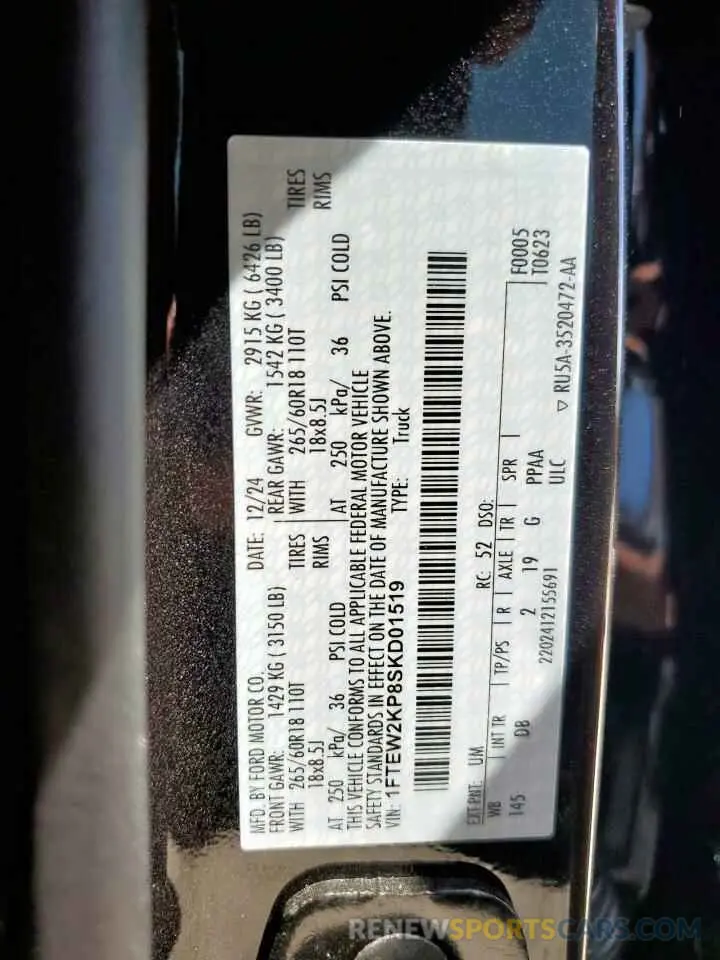 MFD. BY FORD MOTOR CO. DATE: 12/24 GVWR: 2915 KG ( 6426 LB)
FRONT GAWR: 1429 KG ( 3150 LB) REAR GAWR: 1542 KG ( 3400 LB)
WITH 265/60R18 110T TIRES WITH 265/60R18 110T TIRES
18x8.5J RIMS 18x8.5J RIMS
AT 250 kPa/ 36 PSI COLD AT 250 kPa/ 36 PSI COLD
THIS VEHICLE CONFORMS TO ALL APPLICABLE FEDERAL MOTOR VEHICLE
SAFETY STANDARDS IN EFFECT ON THE DATE OF MANUFACTURE SHOWN ABOVE.
VIN: 1FTEW2KP8SKD01519 TYPE: Truck
EXT PNT: UM RC: 52 DSO:
WB INT TR TP/PS R AXLE TR SPR F0005
145 DB 2 19 G PPAA T0623
2202412155691 ULC
▽ RU5A-3520472-AA
RENEWSPORTSCARS.COM